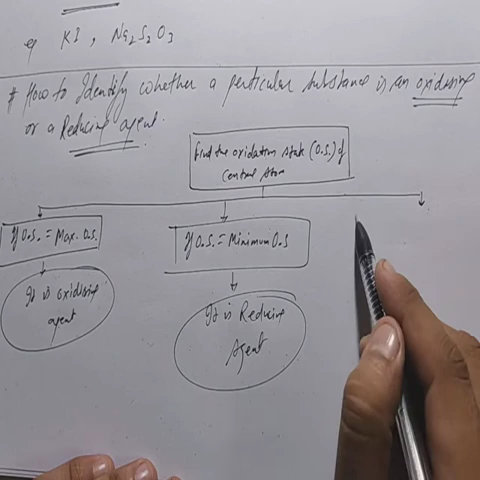 eg KI, Na2S2O3
# How to Identify whether a perticular substance is an oxidising
or a Reducing agent.
Find the oxidation state (O.S.) of
Central Atom
If O.S. = Max. O.S.
If O.S. = Minimum O.S
It is oxidising
agent
It is Reducing
Agent